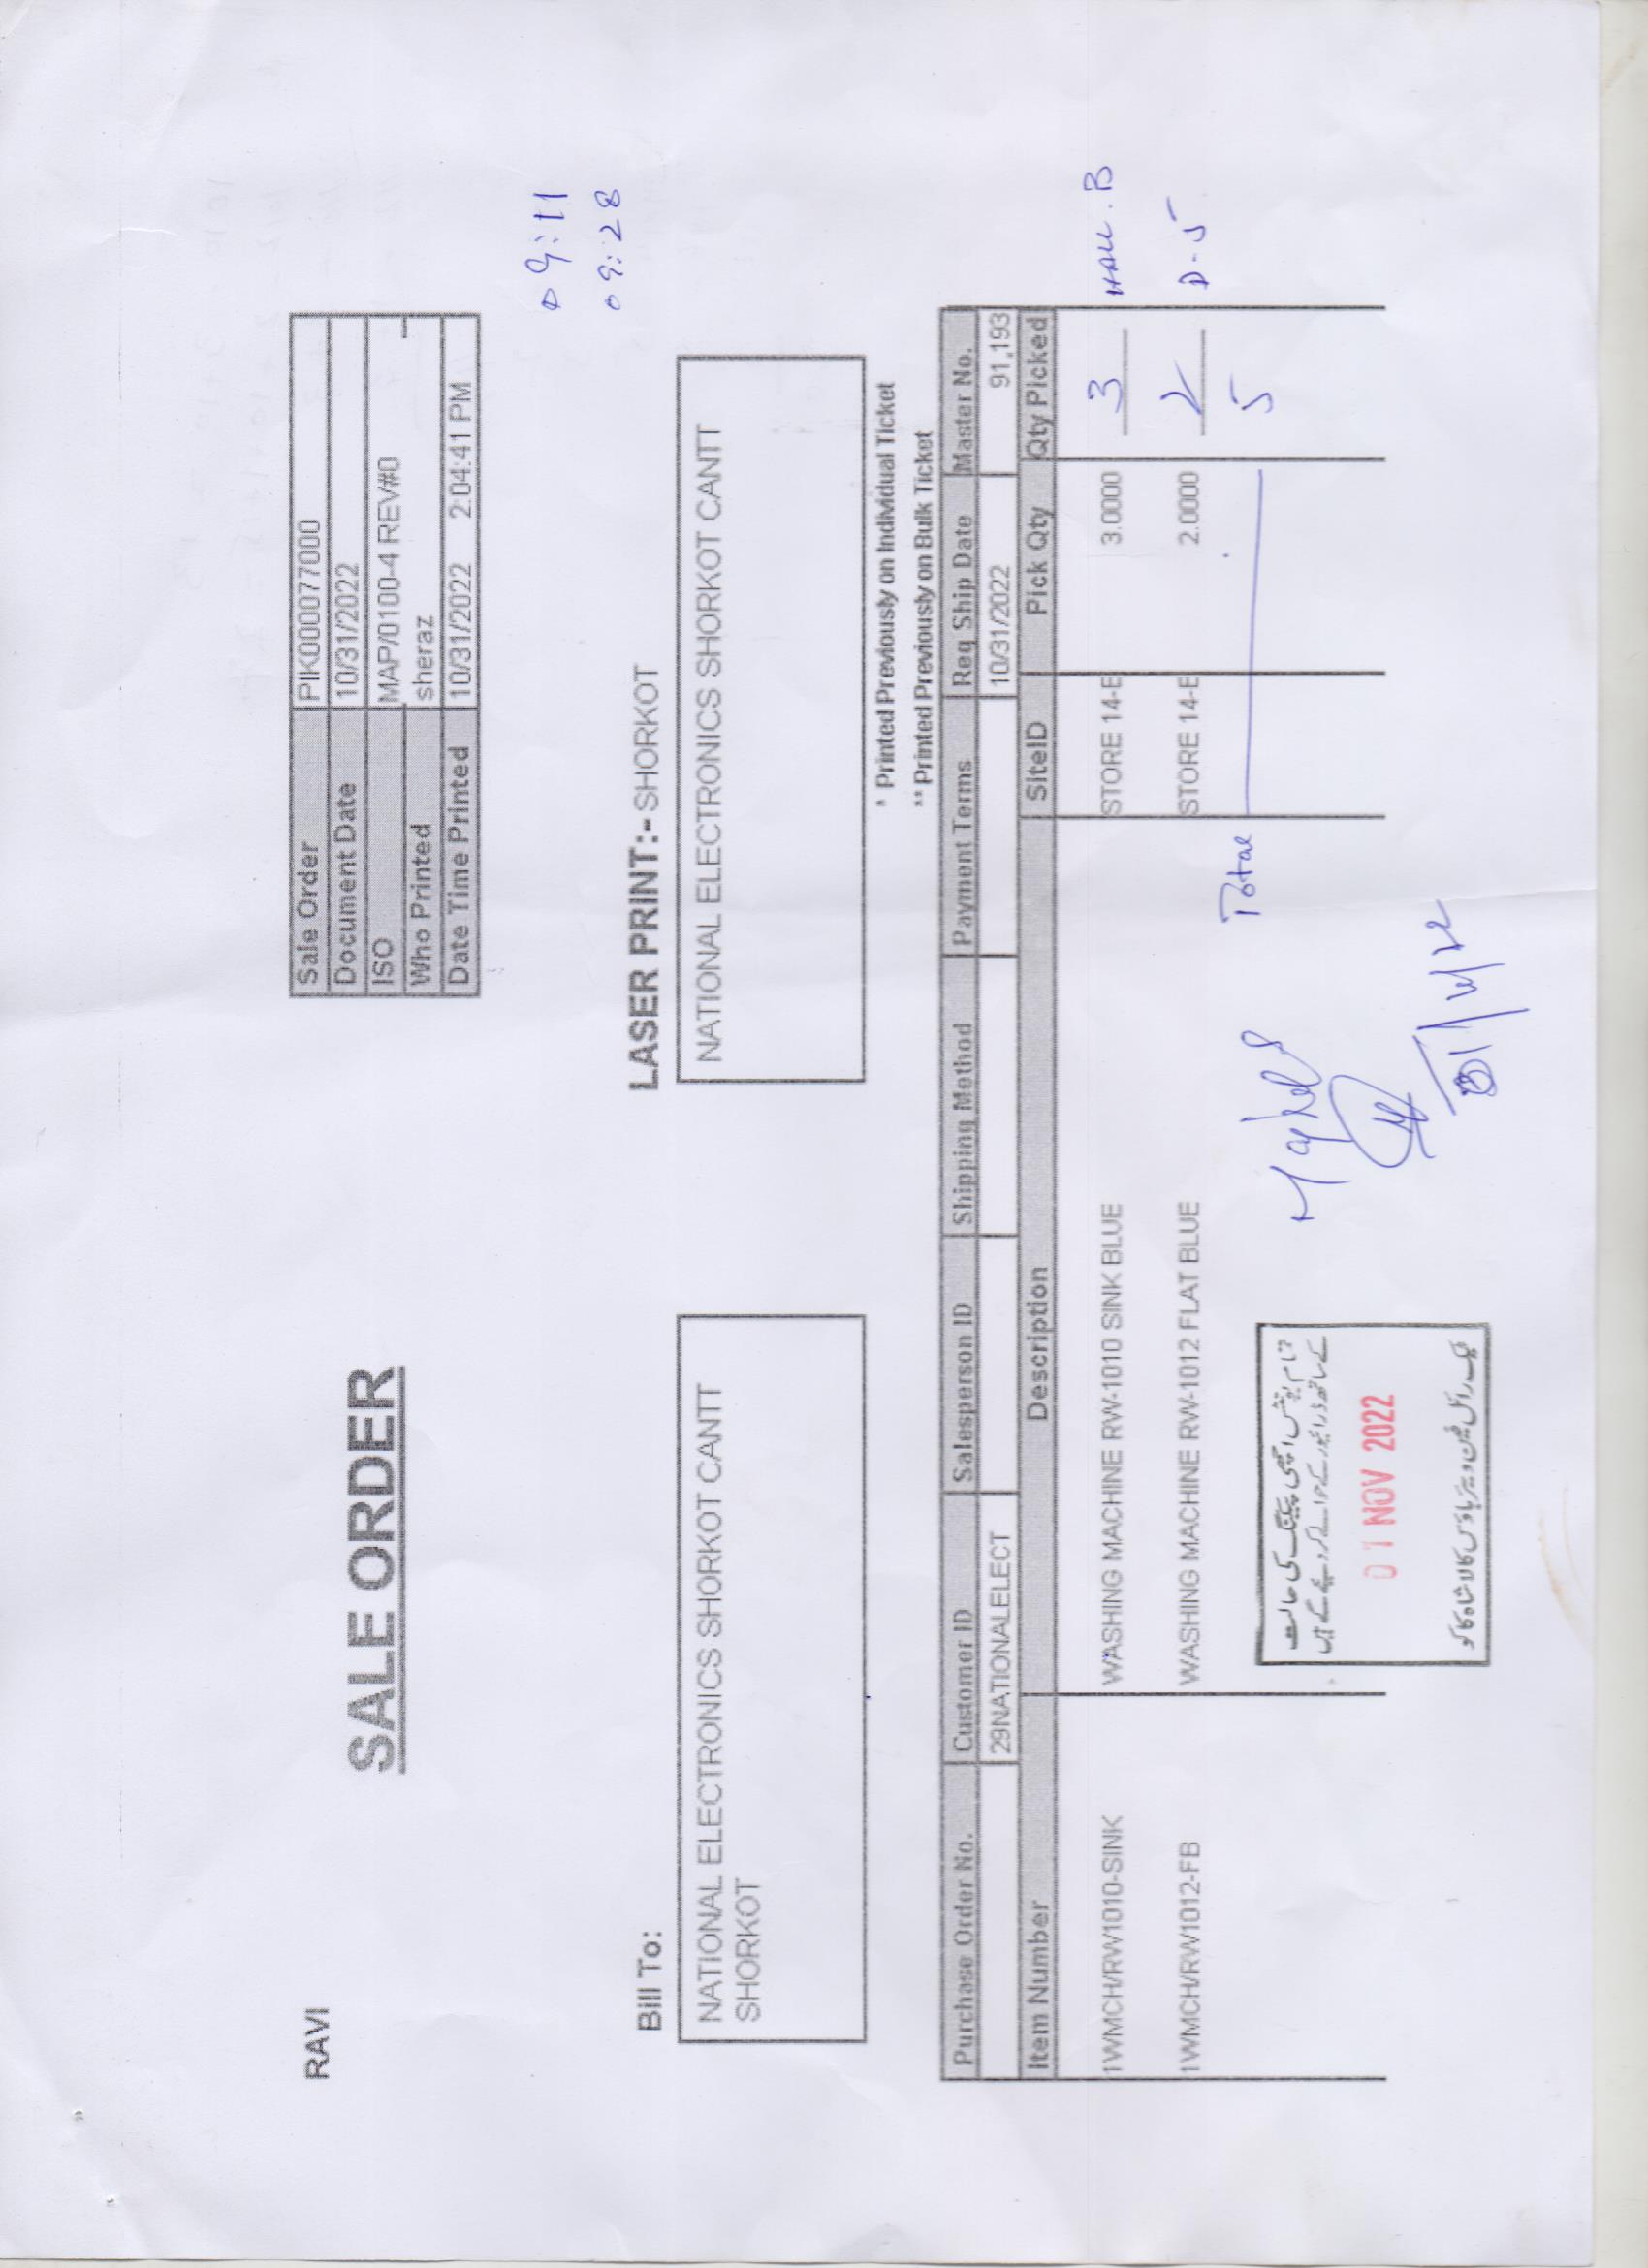 RAVI
SALE ORDER
Sale Order PIK000077000
Document Date 10/31/2022
ISO MAP/0100-4 REV#0
Who Printed sheraz
Date Time Printed 10/31/2022 2:04:41 PM
09:11
09:28
Bill To:
NATIONAL ELECTRONICS SHORKOT CANTT
SHORKOT
LASER PRINT:- SHORKOT
NATIONAL ELECTRONICS SHORKOT CANTT
* Printed Previously on Individual Ticket
** Printed Previously on Bulk Ticket
Purchase Order No. Customer ID Salesperson ID Shipping Method Payment Terms Req Ship Date Master No.
29NATIONALELECT 10/31/2022 91,193
Item Number Description SiteID Pick Qty Qty Picked
1WMCH/RW1010-SINK WASHING MACHINE RW-1010 SINK BLUE STORE 14-E 3.0000 3 HALL. B
1WMCH/RW1012-FB WASHING MACHINE RW-1012 FLAT BLUE STORE 14-E 2.0000 2 D-5
Total 5
تمام یونٹس اچھی پیکنگ کی حالت
کے ساتھ ڈرائیور کے حوالے کر دیئے گئے ہیں
01 NOV 2022
ٹیک رائل فین ویئر ہاؤس کالا شاہ کاکو